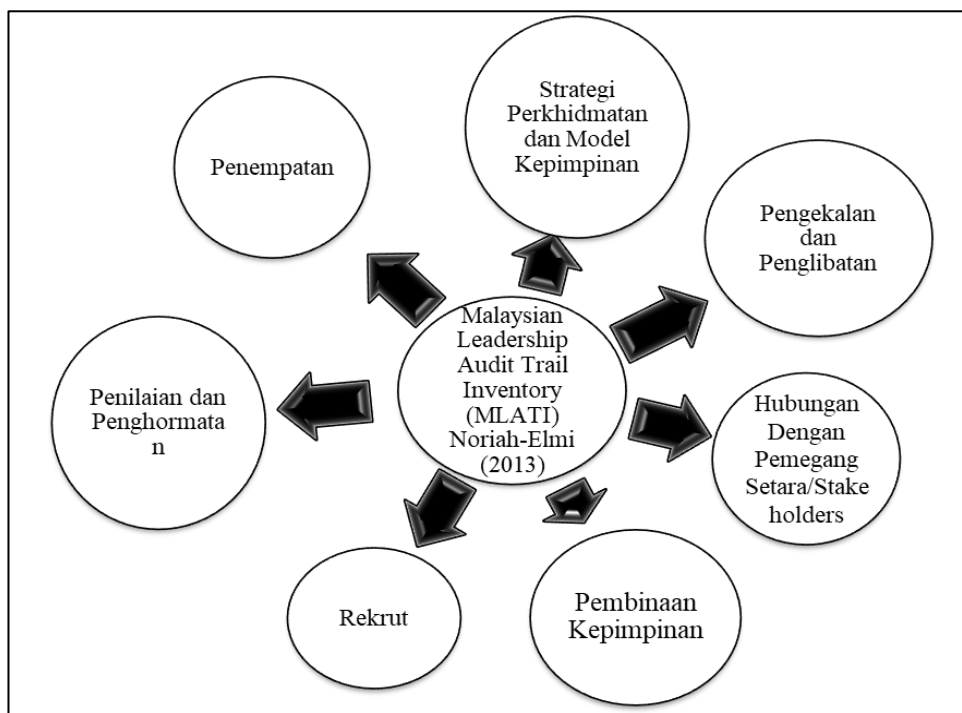 Strategi
Perkhidmatan
dan Model
Kepimpinan
Penempatan
Pengekalan
dan
Penglibatan
Malaysian
Leadership
Audit Trail
Inventory
(MLATI)
Noriah-Elmi
(2013)
Penilaian dan
Penghormata
n
Hubungan
Dengan
Pemegang
Setara/Stake
holders
Rekrut
Pembinaan
Kepimpinan